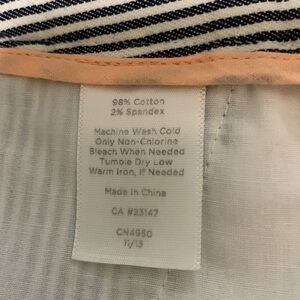 98% Cotton
2% Spandex
Machine Wash Cold
Only Non-Chlorine
Bleach When Needed
Tumble Dry Low
Warm Iron, If Needed
Made in China
CA #23147
CN4960
11/13